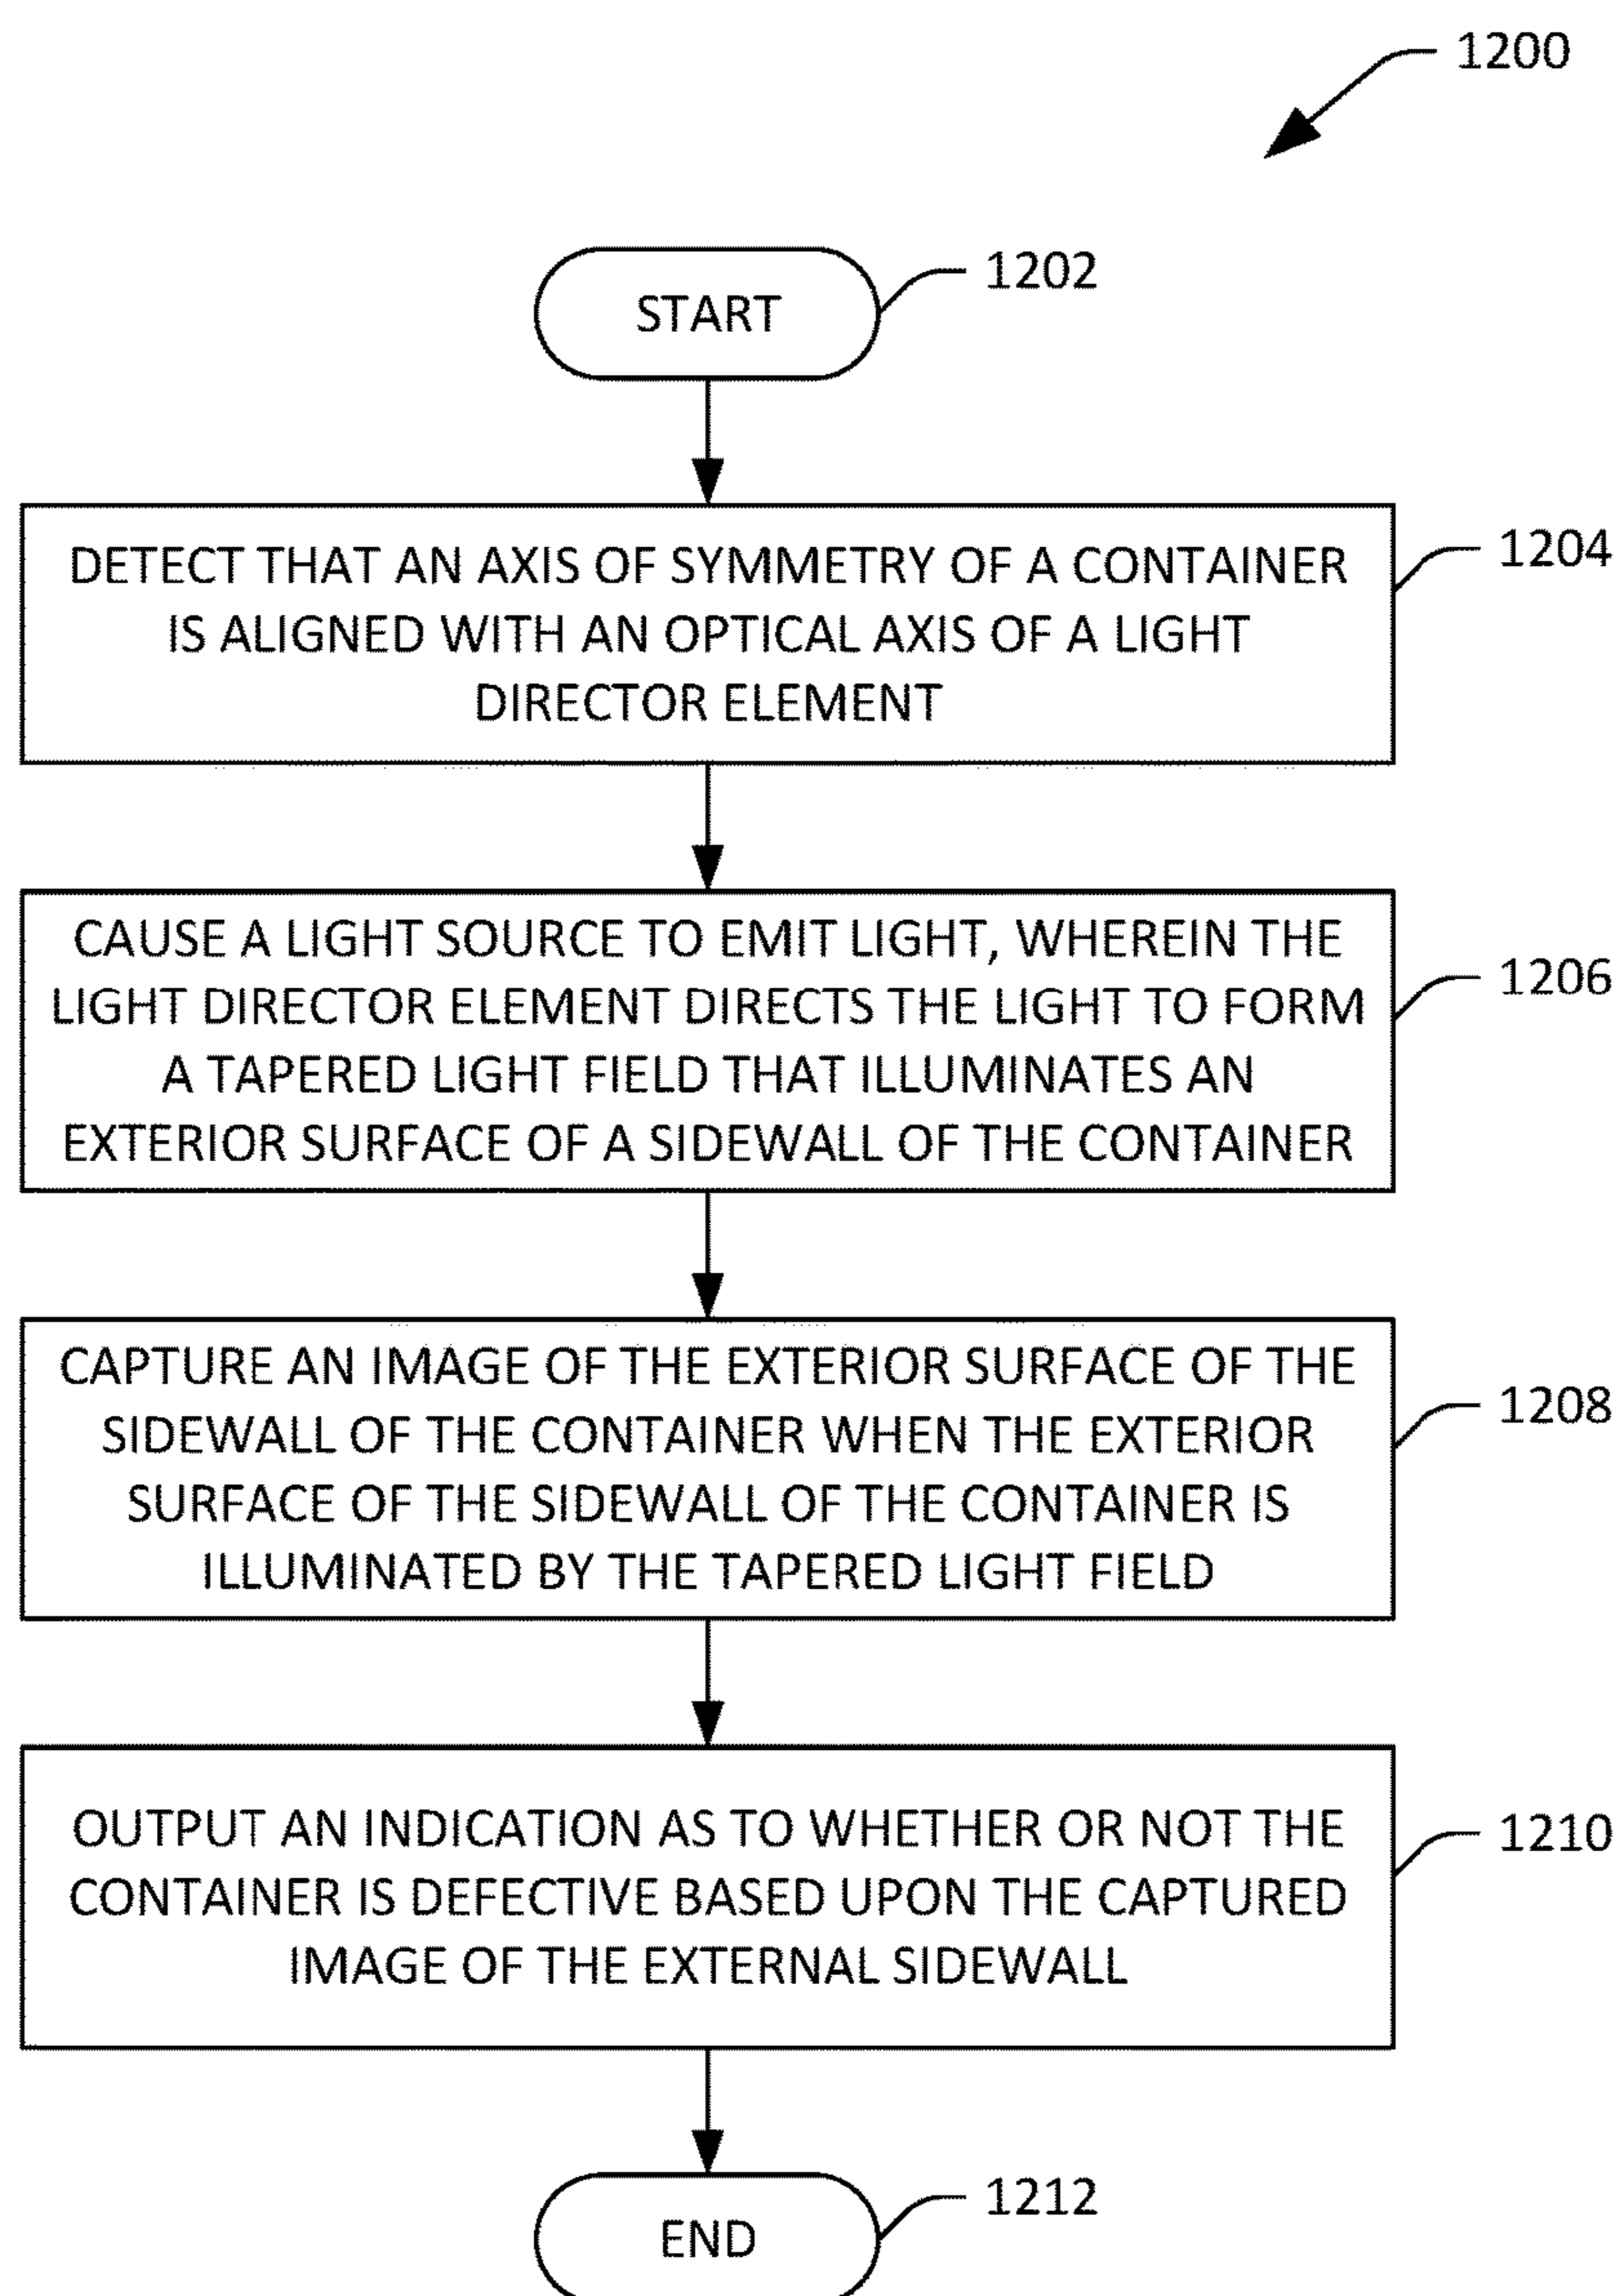 1200
START
1202
DETECT THAT AN AXIS OF SYMMETRY OF A CONTAINER
IS ALIGNED WITH AN OPTICAL AXIS OF A LIGHT
DIRECTOR ELEMENT
1204
CAUSE A LIGHT SOURCE TO EMIT LIGHT, WHEREIN THE
LIGHT DIRECTOR ELEMENT DIRECTS THE LIGHT TO FORM
A TAPERED LIGHT FIELD THAT ILLUMINATES AN
EXTERIOR SURFACE OF A SIDEWALL OF THE CONTAINER
1206
CAPTURE AN IMAGE OF THE EXTERIOR SURFACE OF THE
SIDEWALL OF THE CONTAINER WHEN THE EXTERIOR
SURFACE OF THE SIDEWALL OF THE CONTAINER IS
ILLUMINATED BY THE TAPERED LIGHT FIELD
1208
OUTPUT AN INDICATION AS TO WHETHER OR NOT THE
CONTAINER IS DEFECTIVE BASED UPON THE CAPTURED
IMAGE OF THE EXTERNAL SIDEWALL
1210
END
1212